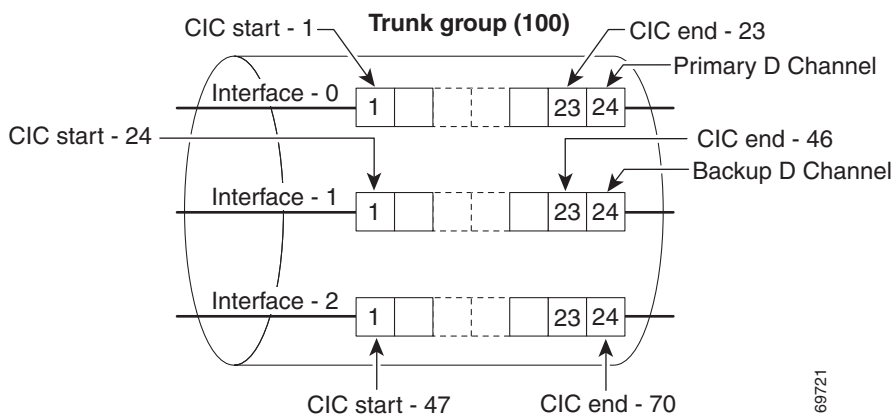 Trunk group (100)
CIC start - 1
CIC end - 23
Primary D Channel
Interface - 0
1 23 24
CIC start - 24
CIC end - 46
Backup D Channel
Interface - 1
1 23 24
Interface - 2
1 23 24
CIC start - 47
CIC end - 70
69721